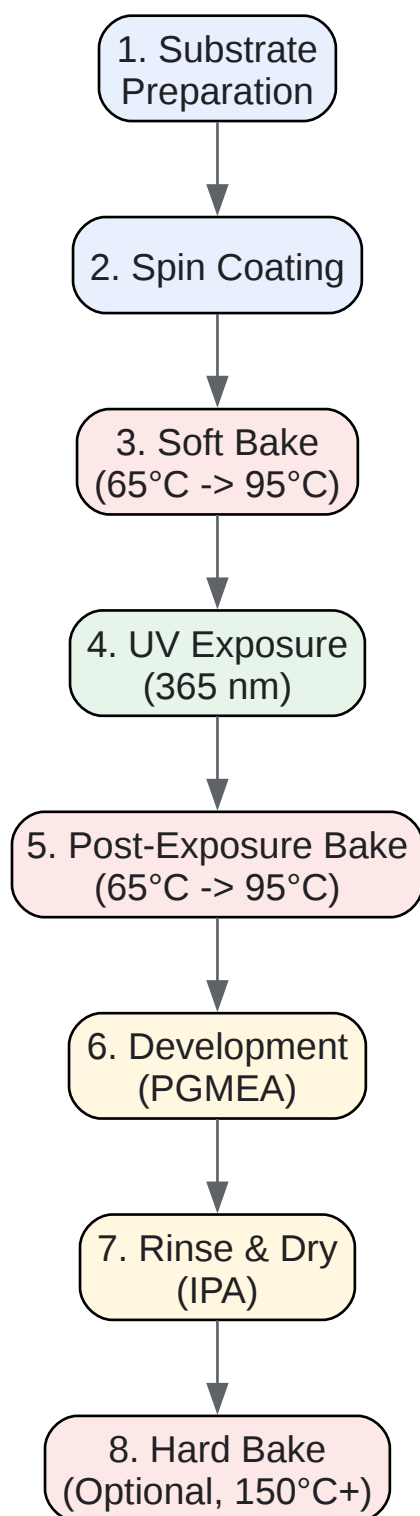 1. Substrate
Preparation
2. Spin Coating
3. Soft Bake
(65°C -> 95°C)
4. UV Exposure
(365 nm)
5. Post-Exposure Bake
(65°C -> 95°C)
6. Development
(PGMEA)
7. Rinse & Dry
(IPA)
8. Hard Bake
(Optional, 150°C+)